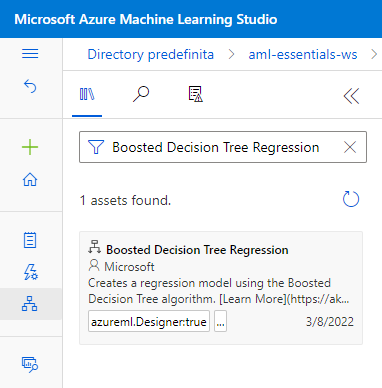 Microsoft Azure Machine Learning Studio
Directory predefinita > aml-essentials-ws >
Boosted Decision Tree Regression
1 assets found.
Boosted Decision Tree Regression
Microsoft
Creates a regression model using the Boosted
Decision Tree algorithm. [Learn More](https://ak...
azureml.Designer:true ... 3/8/2022